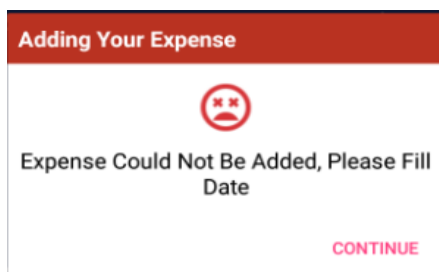 Adding Your Expense
Expense Could Not Be Added, Please Fill
Date
CONTINUE